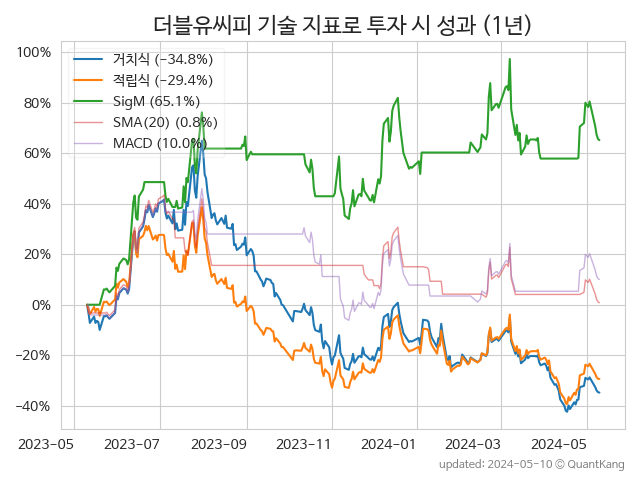 더블유씨피 기술 지표로 투자 시 성과 (1년)
100%
80%
60%
40%
20%
0%
−20%
−40%
거치식 (−34.8%)
적립식 (−29.4%)
SigM (65.1%)
SMA(20) (0.8%)
MACD (10.0%)
2023-05 2023-07 2023-09 2023-11 2024-01 2024-03 2024-05
updated: 2024-05-10 © QuantKang